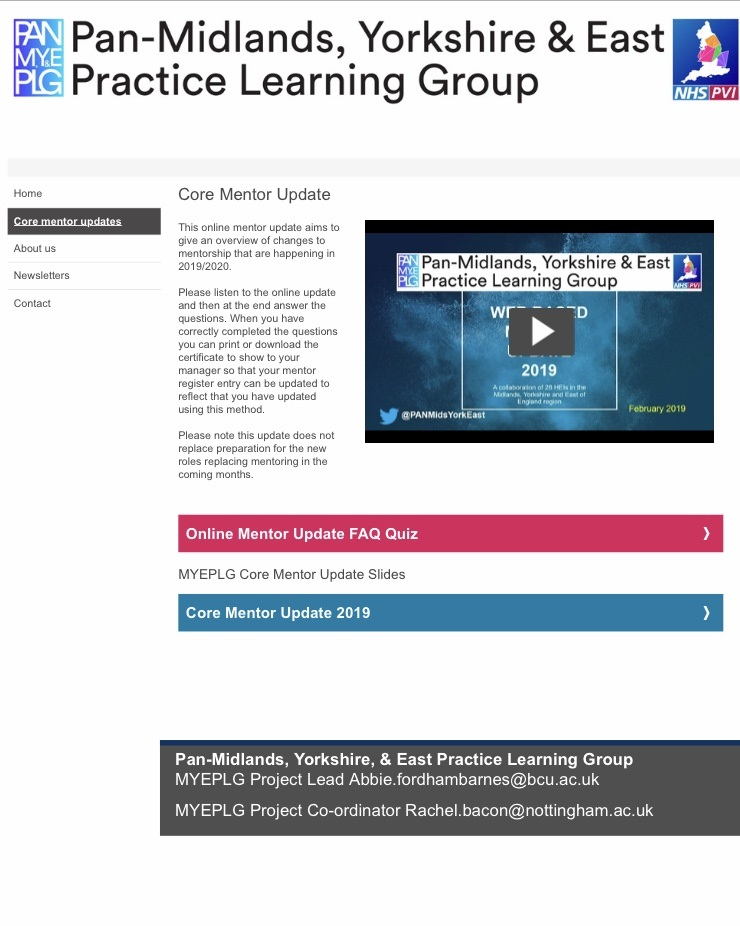 PAN
MYE
PLG
Pan-Midlands, Yorkshire & East
Practice Learning Group
NHS PVI
Home
Core mentor updates
About us
Newsletters
Contact
Core Mentor Update
This online mentor update aims to
give an overview of changes to
mentorship that are happening in
2019/2020.
Please listen to the online update
and then at the end answer the
questions. When you have
correctly completed the questions
you can print or download the
certificate to show to your
manager so that your mentor
register entry can be updated to
reflect that you have updated
using this method.
Please note this update does not
replace preparation for the new
roles replacing mentoring in the
coming months.
PAN
MYE
PLG
Pan-Midlands, Yorkshire & East
Practice Learning Group
NHS PVI
2019
A collaboration of 26 HEIs in the
Midlands, Yorkshire and East of
England region.
@PANMidsYorkEast
February 2019
Online Mentor Update FAQ Quiz
MYEPLG Core Mentor Update Slides
Core Mentor Update 2019
Pan-Midlands, Yorkshire, & East Practice Learning Group
MYEPLG Project Lead Abbie.fordhambarnes@bcu.ac.uk
MYEPLG Project Co-ordinator Rachel.bacon@nottingham.ac.uk